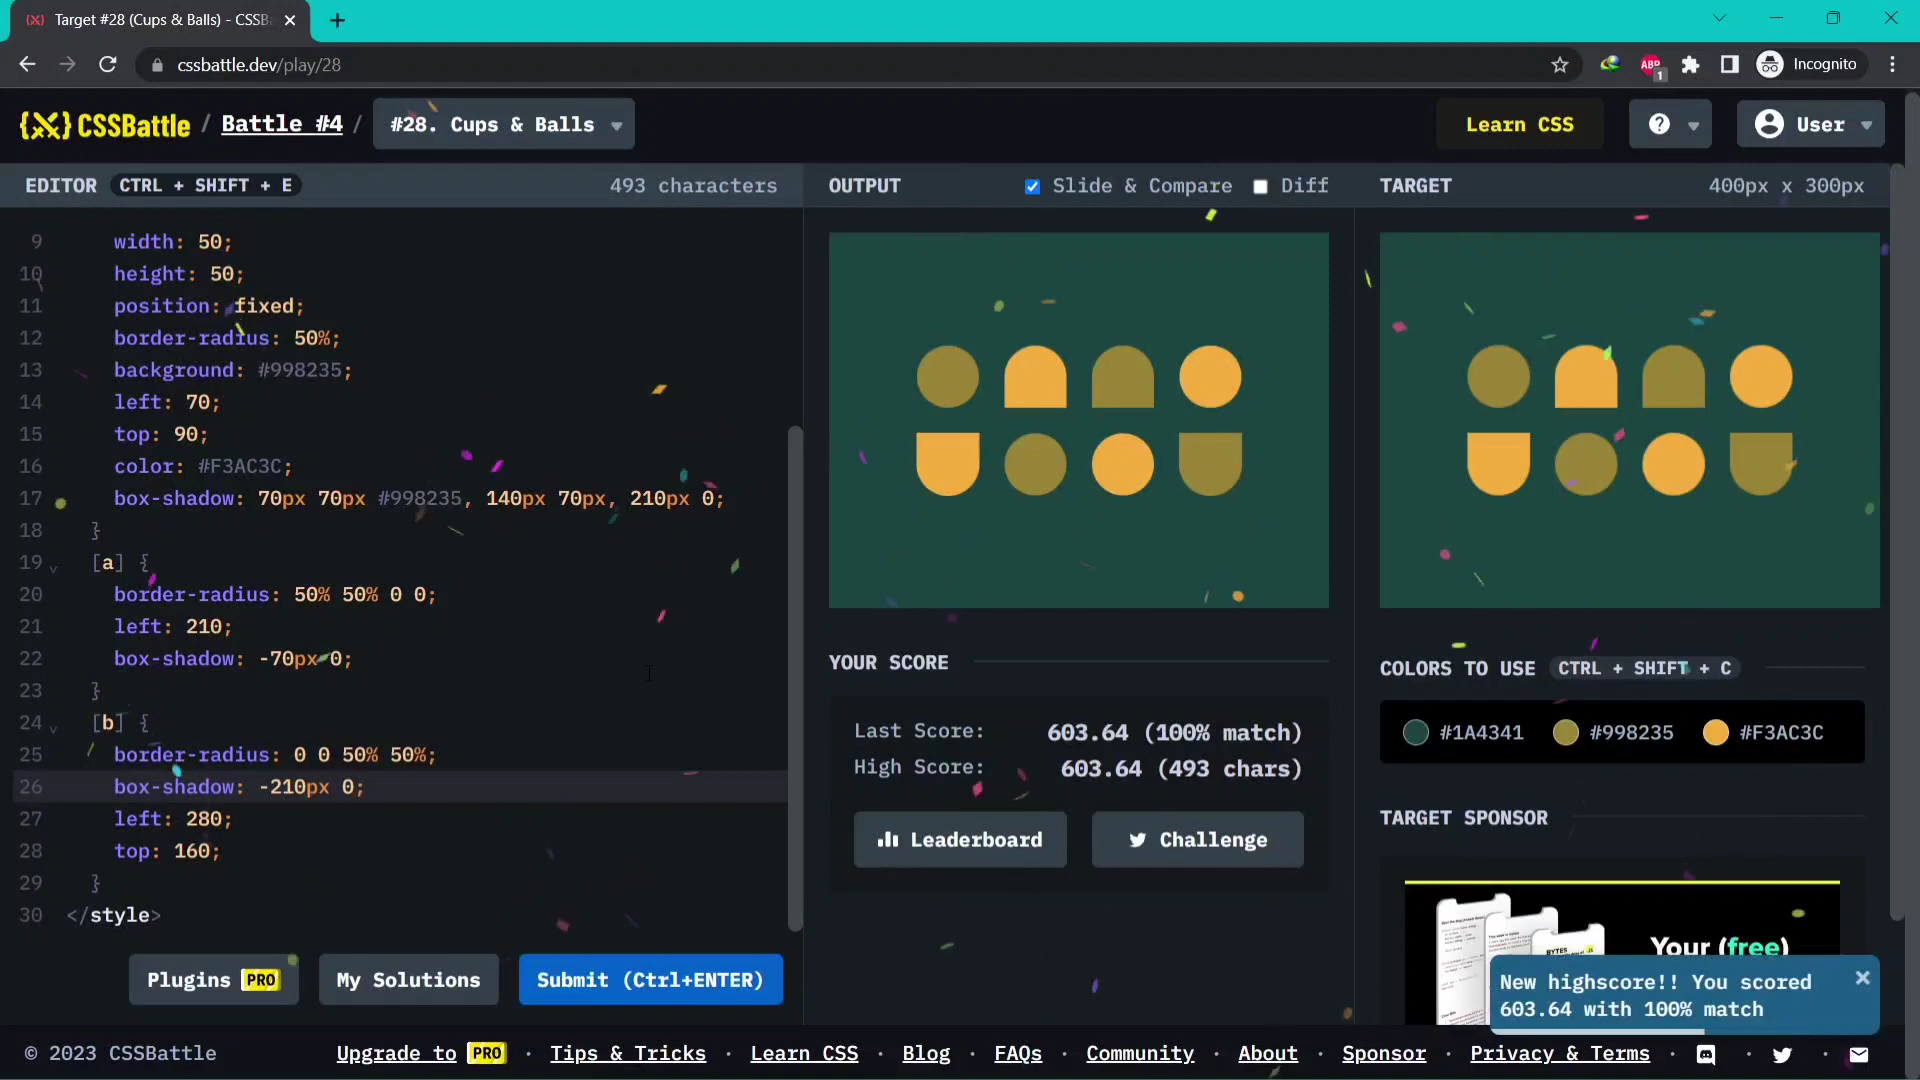 Target #28 (Cups & Balls) - CSSB
cssbattle.dev/play/28
ABP
1
Incognito
CSSBattle / Battle #4 / #28. Cups & Balls
Learn CSS
User
EDITOR CTRL + SHIFT + E 493 characters
OUTPUT Slide & Compare Diff
TARGET 400px x 300px
9 width: 50;
10 height: 50;
11 position: fixed;
12 border-radius: 50%;
13 background: #998235;
14 left: 70;
15 top: 90;
16 color: #F3AC3C;
17 box-shadow: 70px 70px #998235, 140px 70px, 210px 0;
18 }
19 [a] {
20 border-radius: 50% 50% 0 0;
21 left: 210;
22 box-shadow: -70px 0;
23 }
24 [b] {
25 border-radius: 0 0 50% 50%;
26 box-shadow: -210px 0;
27 left: 280;
28 top: 160;
29 }
30 </style>
Plugins PRO
My Solutions
Submit (Ctrl+ENTER)
YOUR SCORE
Last Score: 603.64 (100% match)
High Score: 603.64 (493 chars)
Leaderboard
Challenge
COLORS TO USE CTRL + SHIFT + C
#1A4341 #998235 #F3AC3C
TARGET SPONSOR
BYTES
Your (free)
New highscore!! You scored
603.64 with 100% match
© 2023 CSSBattle
Upgrade to PRO · Tips & Tricks · Learn CSS · Blog · FAQs · Community · About · Sponsor · Privacy & Terms